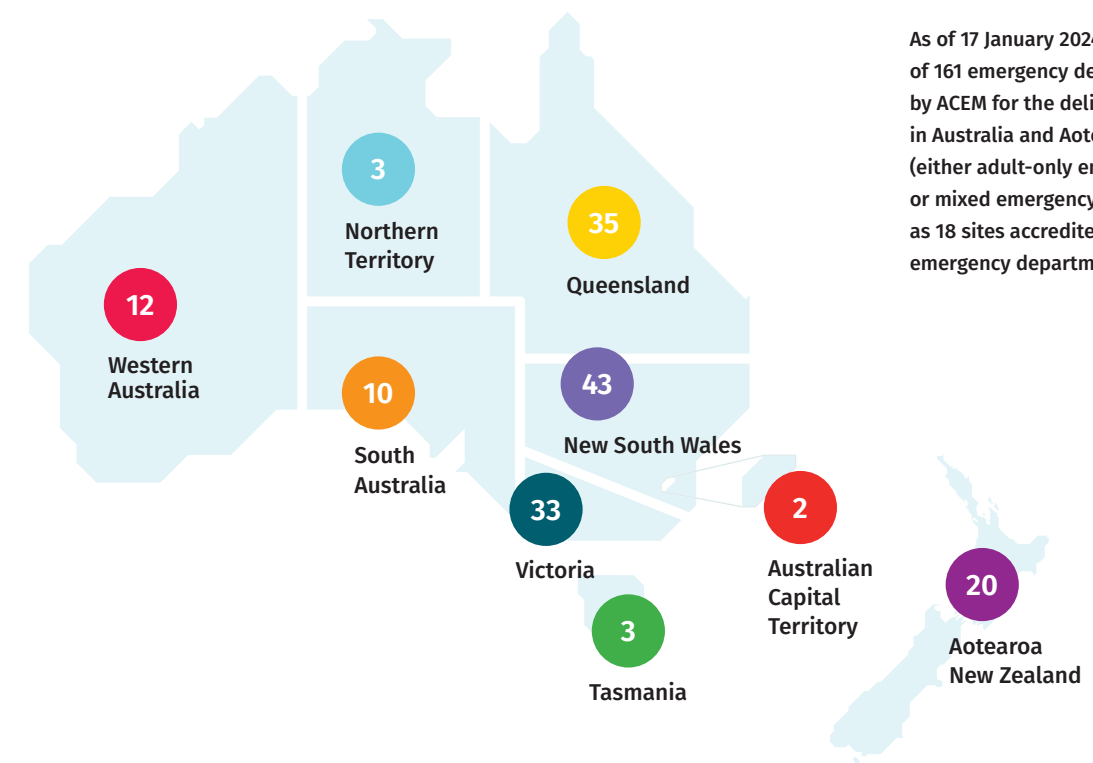 As of 17 January 2024
of 161 emergency de
by ACEM for the deli
in Australia and Aot
(either adult-only e
or mixed emergency
as 18 sites accredite
emergency departm
3
Northern
Territory
35
Queensland
12
Western
Australia
10
South
Australia
43
New South Wales
33
Victoria
2
Australian
Capital
Territory
3
Tasmania
20
Aotearoa
New Zealand